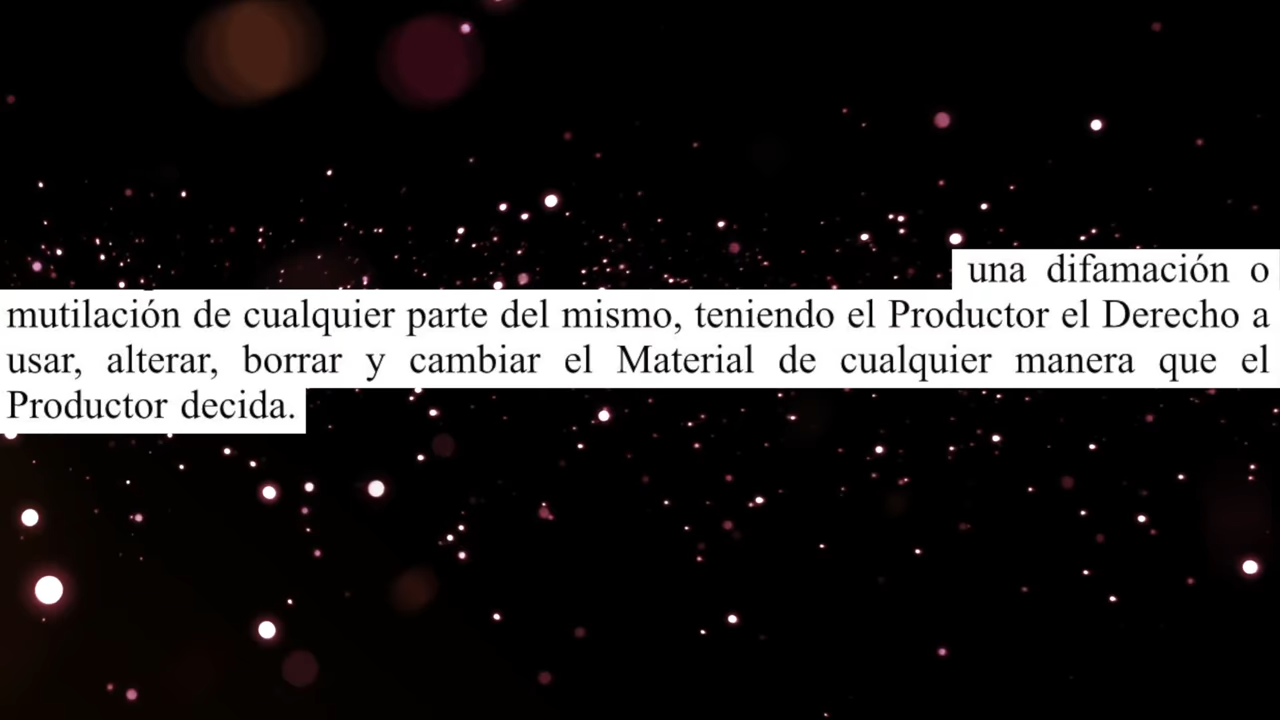 una difamación o
mutilación de cualquier parte del mismo, teniendo el Productor el Derecho a
usar, alterar, borrar y cambiar el Material de cualquier manera que el
Productor decida.